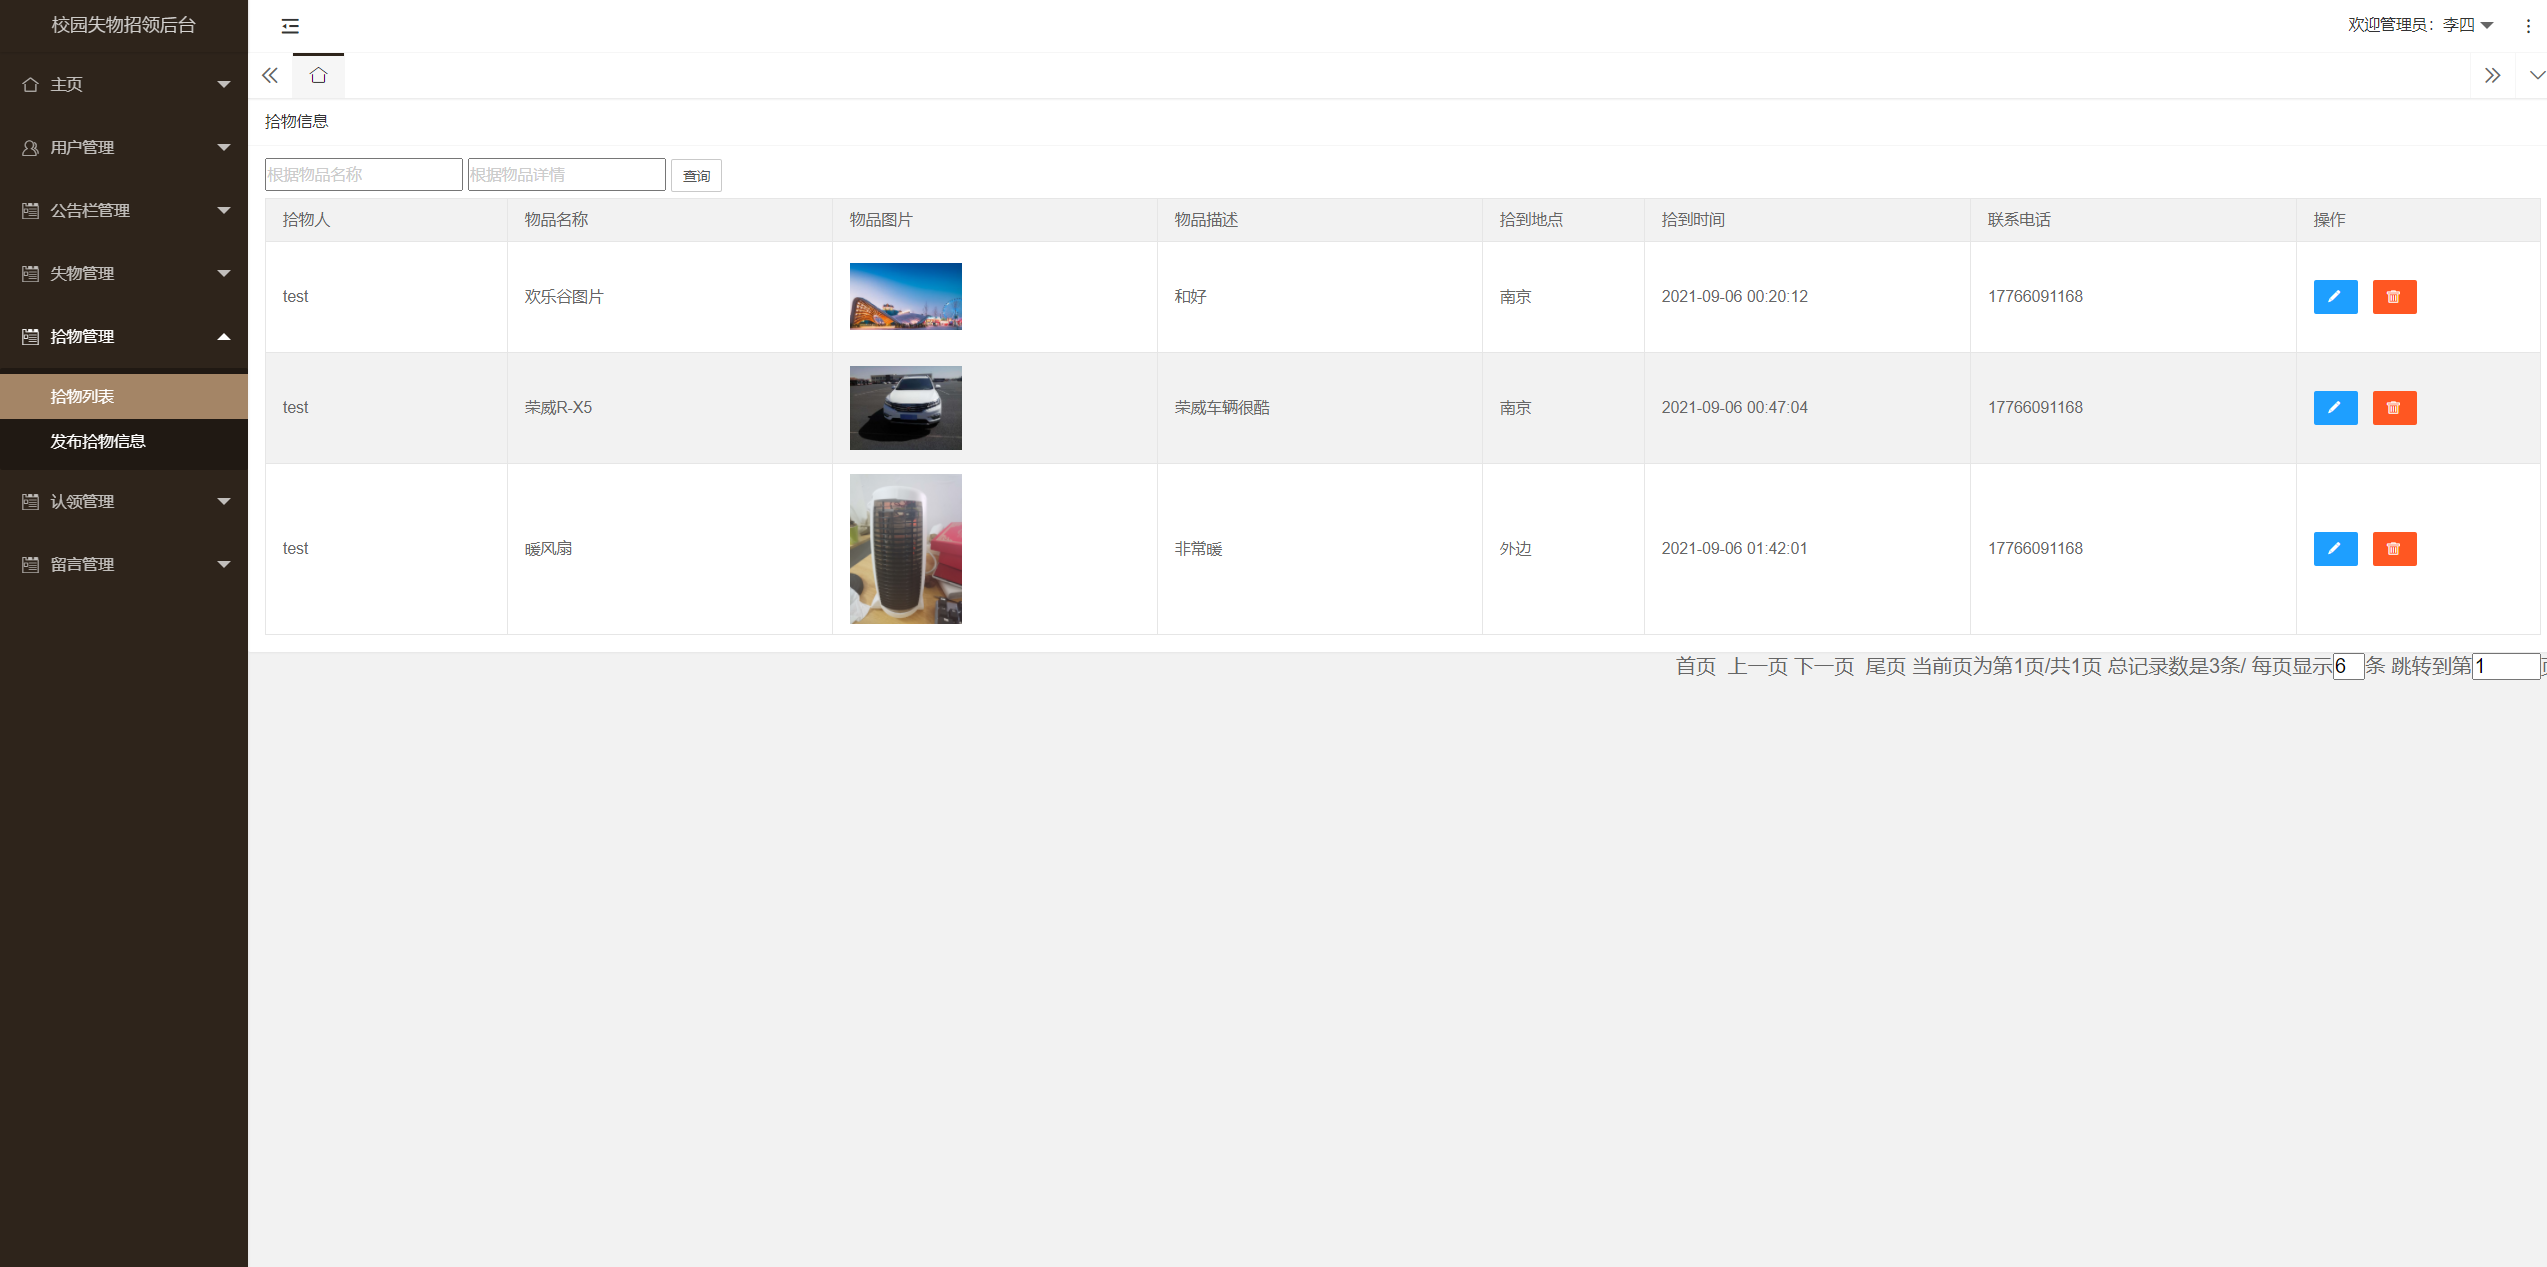 校园失物招领后台
欢迎管理员：李四
主页
用户管理
公告栏管理
失物管理
拾物管理
拾物列表
发布拾物信息
认领管理
留言管理
拾物信息
根据物品名称 根据物品详情 查询
拾物人 物品名称 物品图片 物品描述 拾到地点 拾到时间 联系电话 操作
test 欢乐谷图片 和好 南京 2021-09-06 00:20:12 17766091168
test 荣威R-X5 荣威车辆很酷 南京 2021-09-06 00:47:04 17766091168
test 暖风扇 非常暖 外边 2021-09-06 01:42:01 17766091168
首页 上一页 下一页 尾页 当前页为第1页/共1页 总记录数是3条/ 每页显示6条 跳转到第1